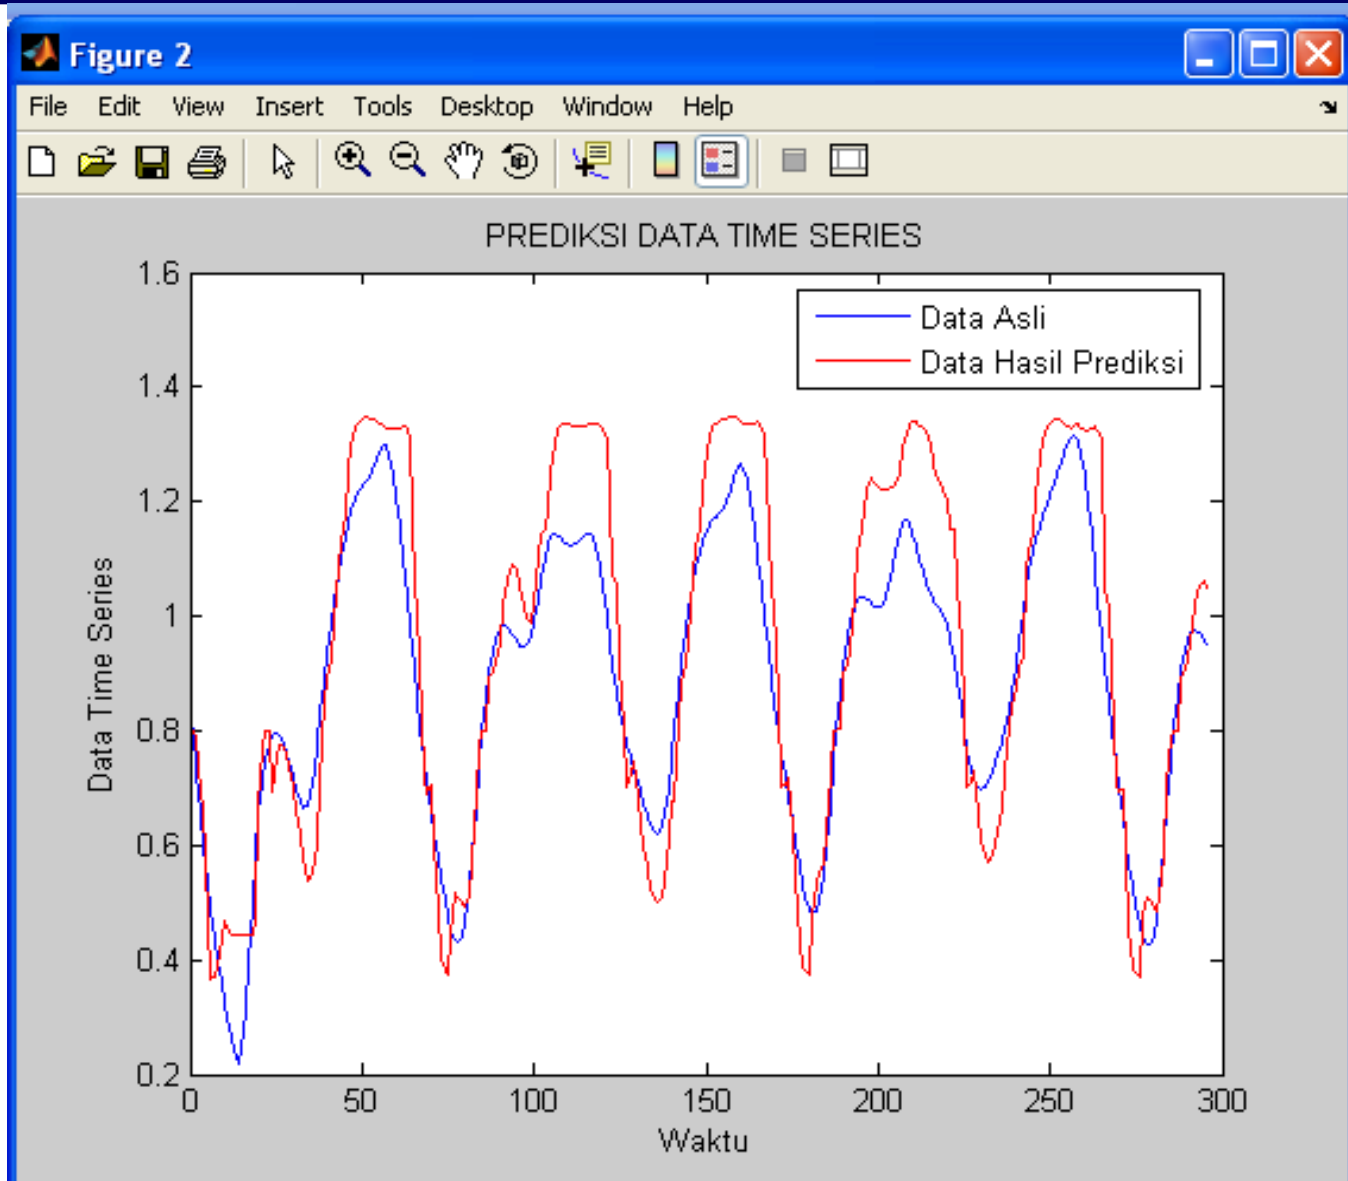 Figure 2
File Edit View Insert Tools Desktop Window Help
PREDIKSI DATA TIME SERIES
Data Asli
Data Hasil Prediksi
Data Time Series
1.6
1.4
1.2
1
0.8
0.6
0.4
0.2
0 50 100 150 200 250 300
Waktu